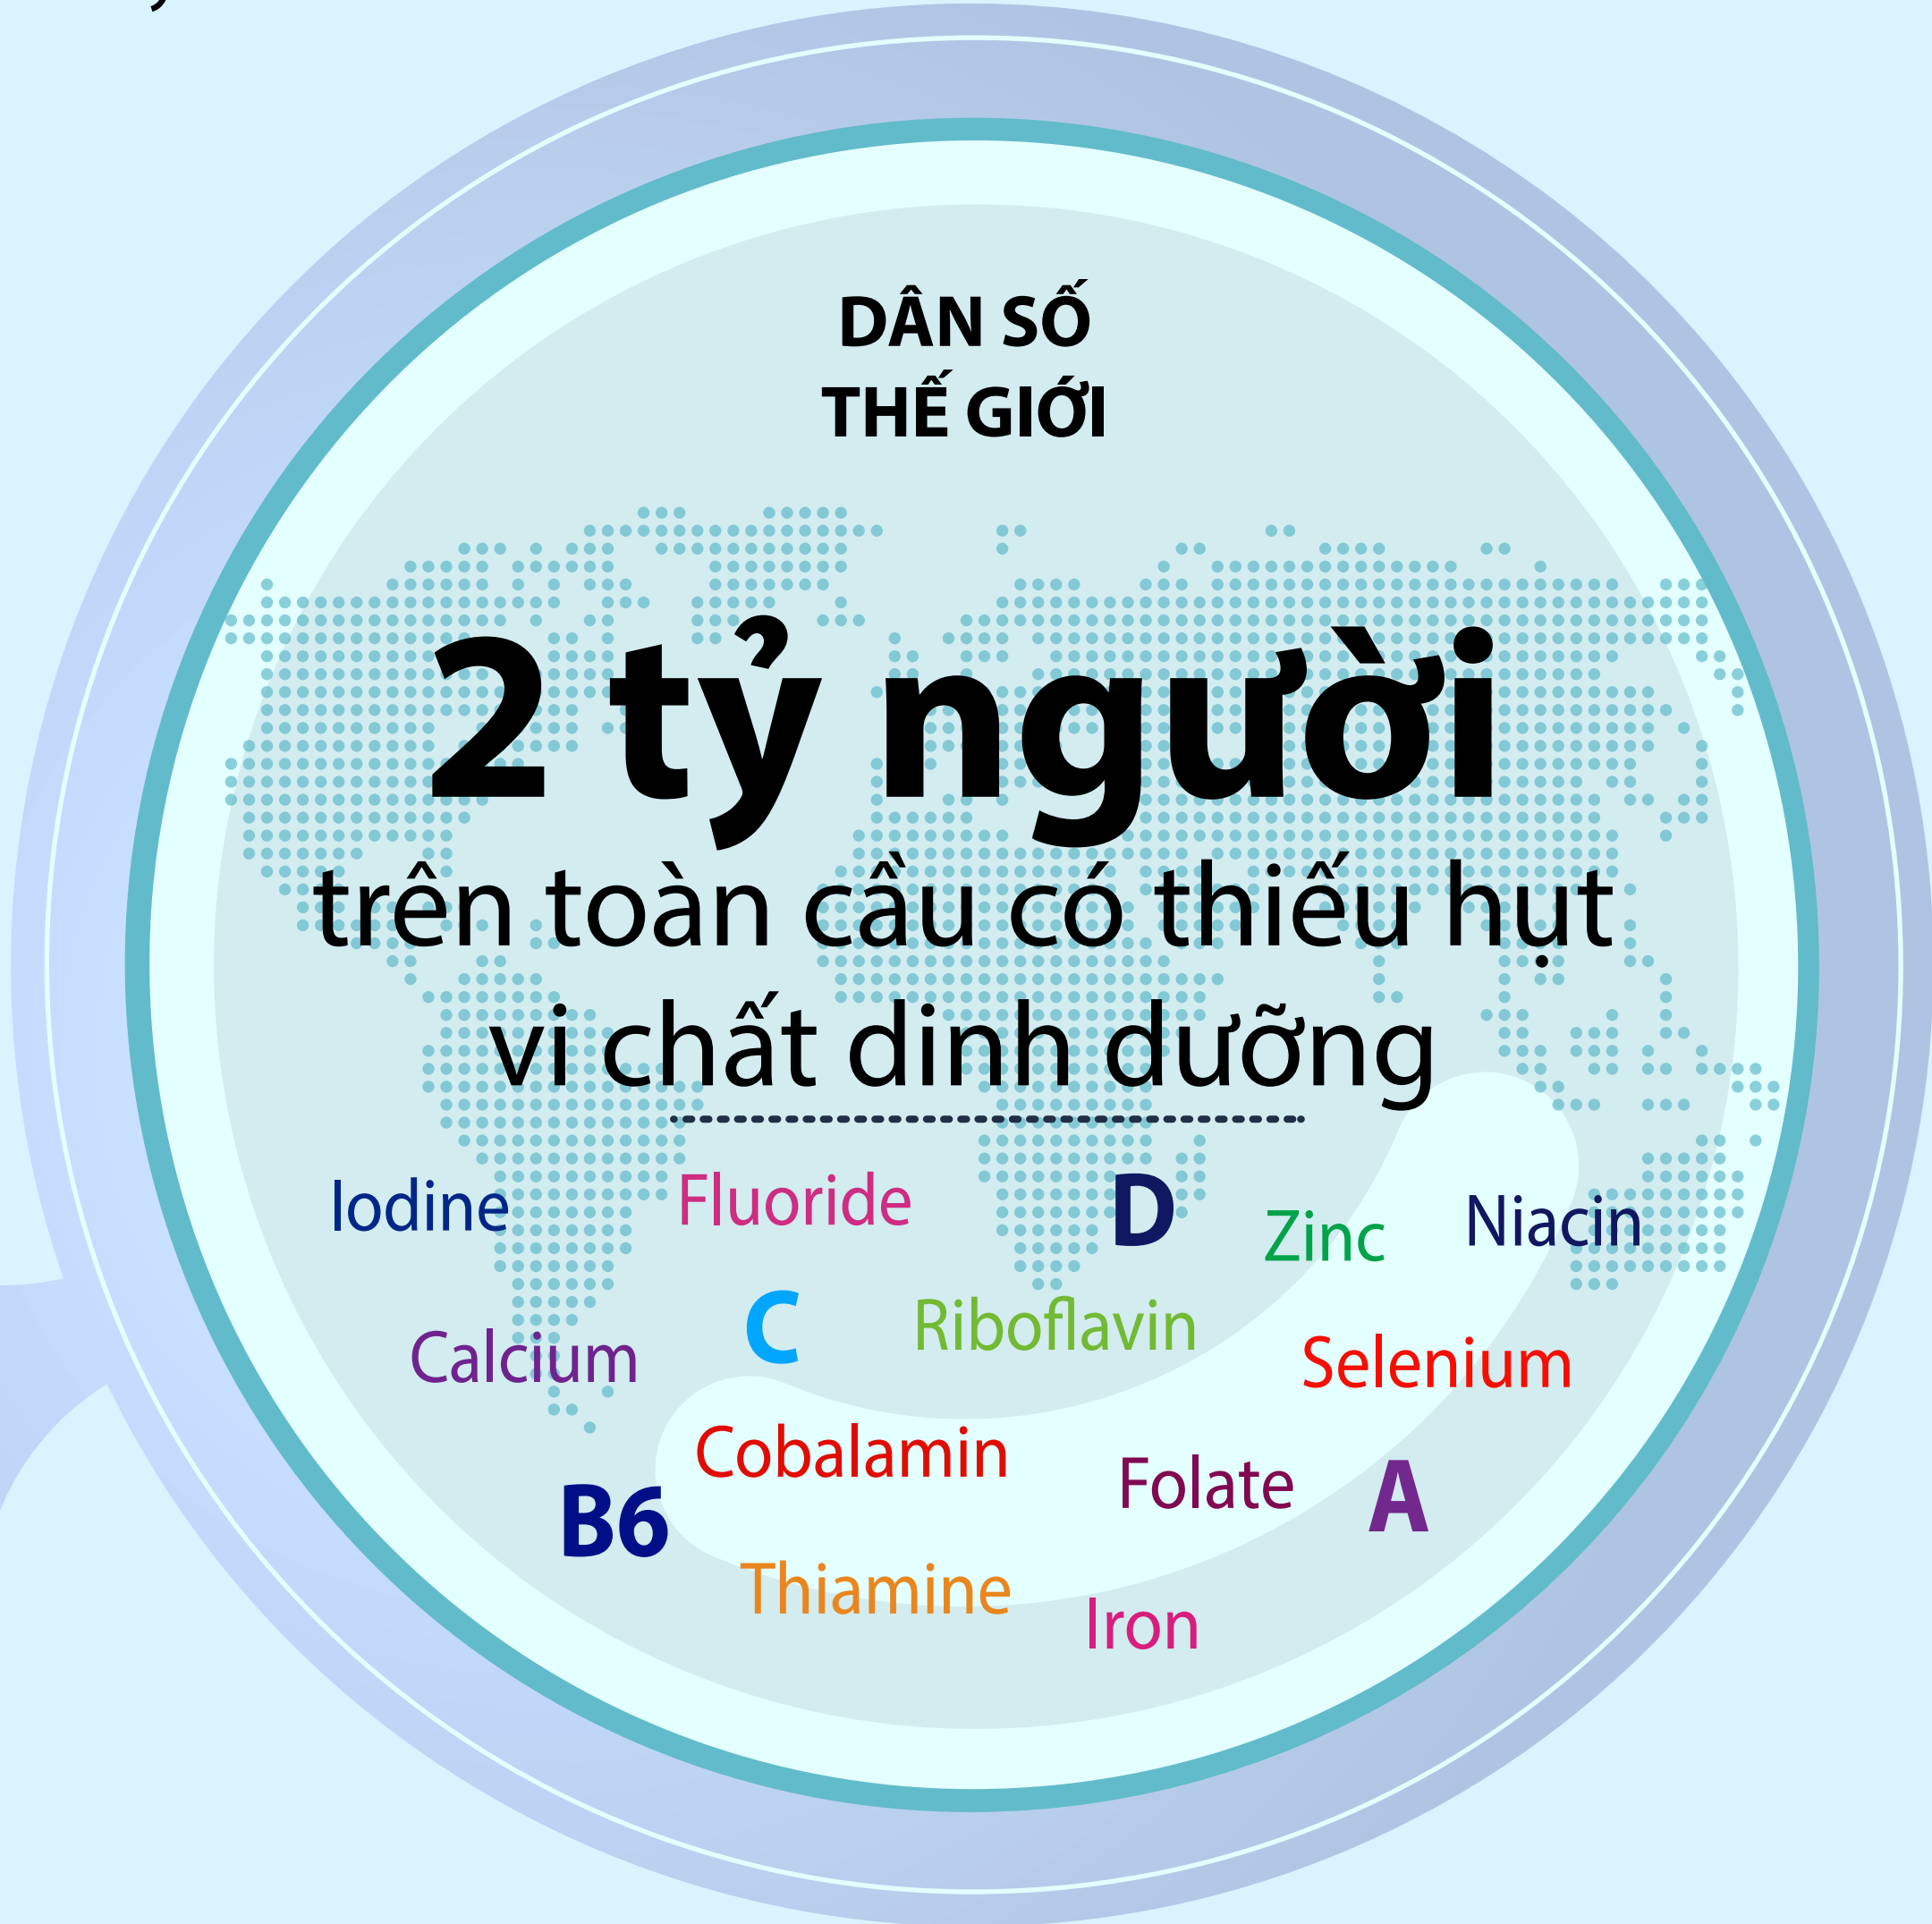 DÂN SỐ
THẾ GIỚI
2 tỷ người
trên toàn cầu có thiếu hụt
vi chất dinh dưỡng
Iodine Fluoride D Zinc Niacin
Calcium C Riboflavin Selenium
Cobalamin Folate A
B6
Thiamine Iron